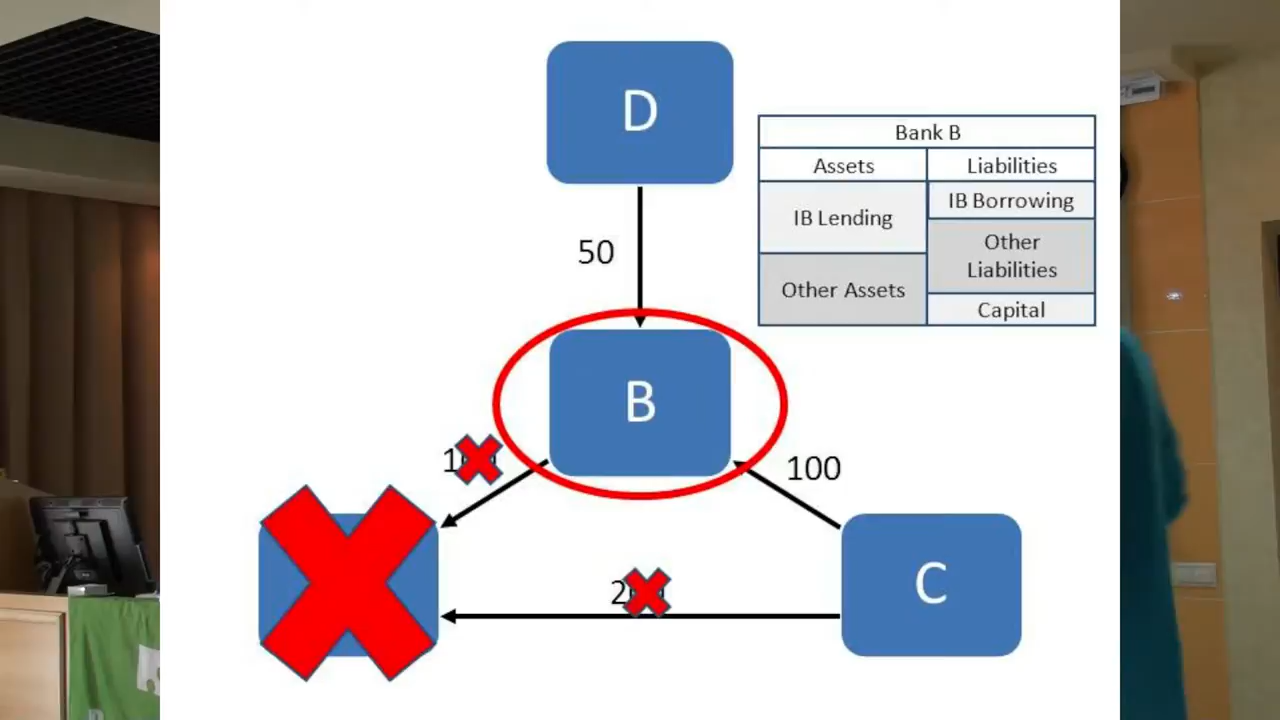 D
Bank B
Assets
Liabilities
IB Lending
IB Borrowing
Other
Liabilities
Other Assets
Capital
50
B
100
C